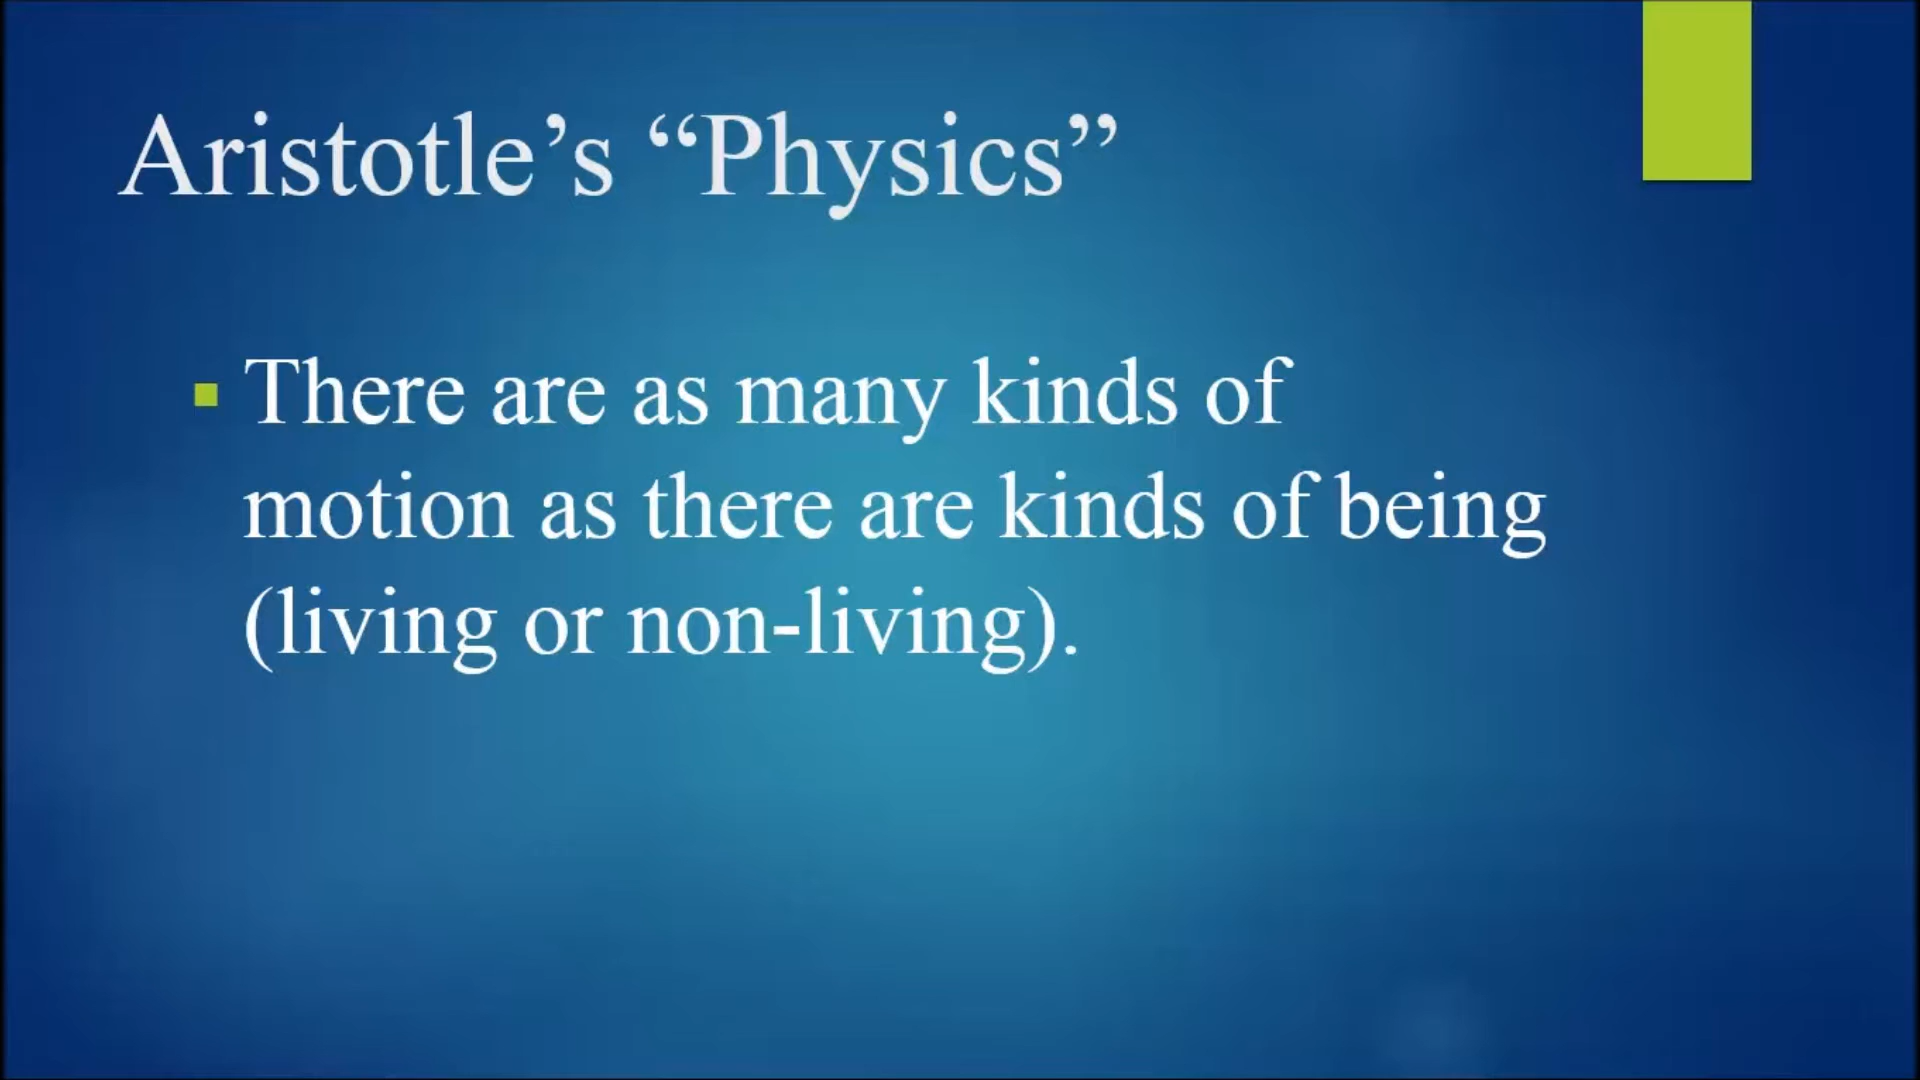 Aristotle’s “Physics”
There are as many kinds of
motion as there are kinds of being
(living or non-living).